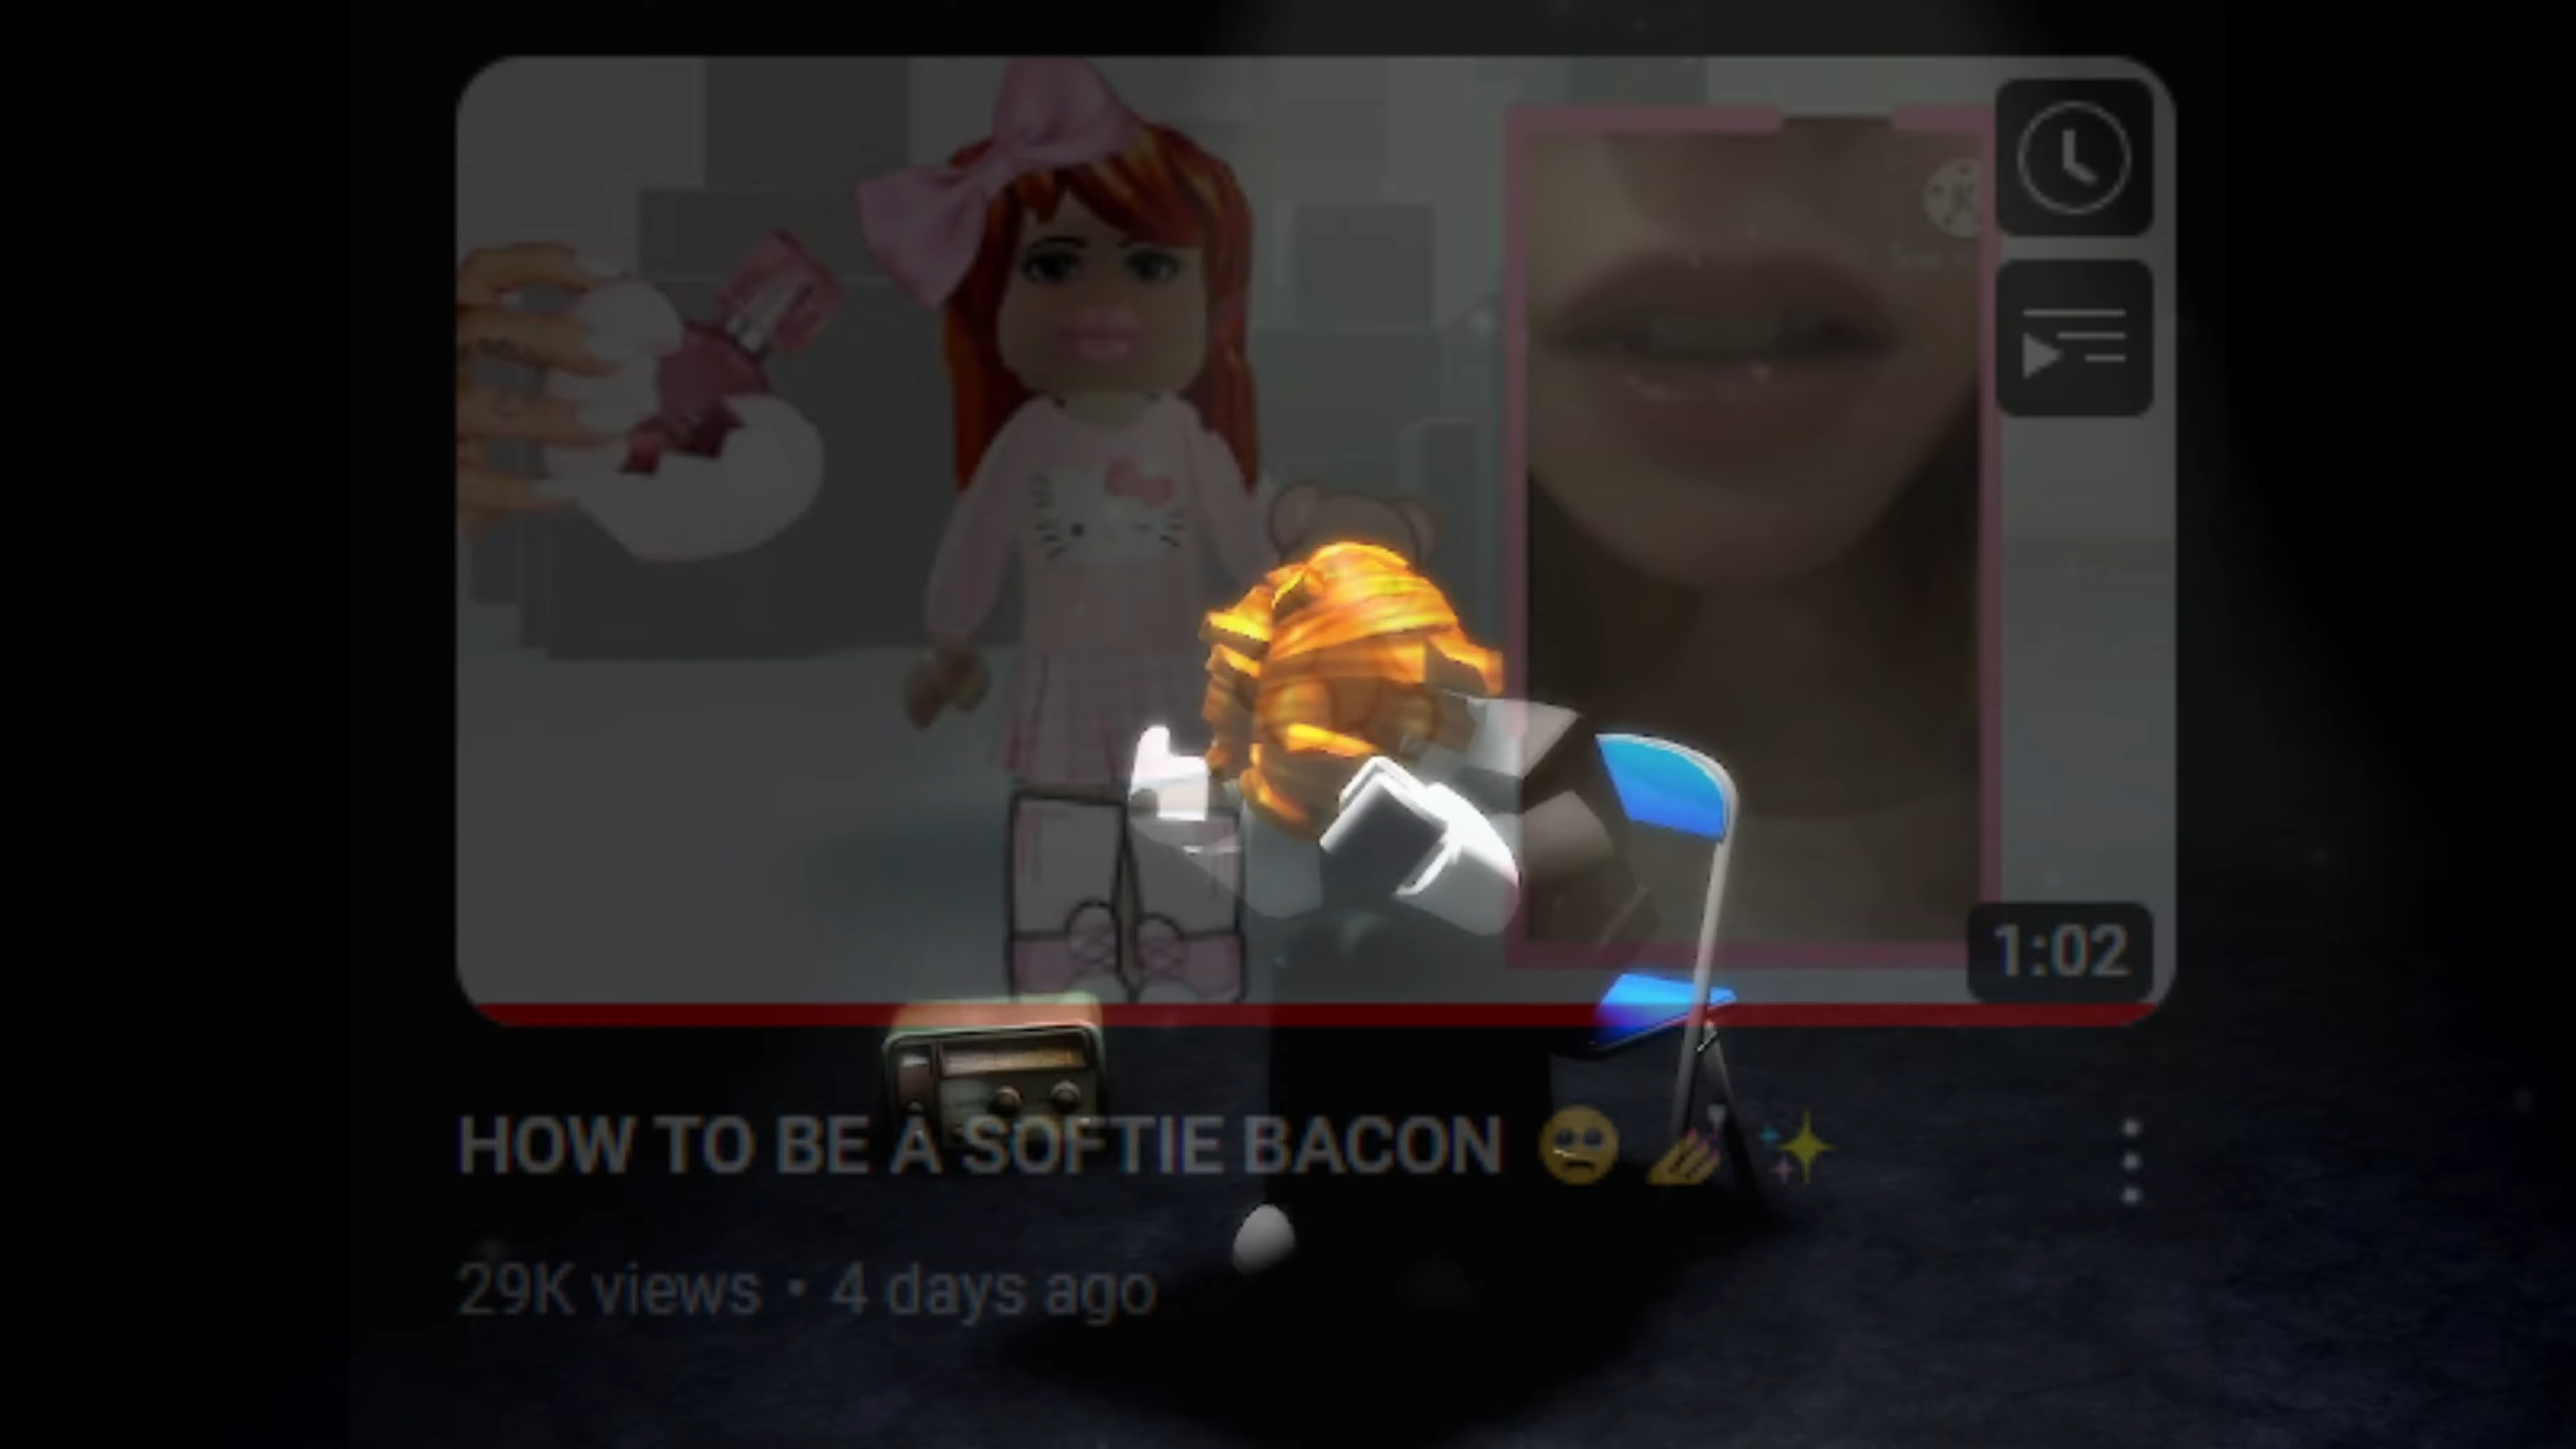 1:02
HOW TO BE A SOFTIE BACON 🥺 💅 ✨
29K views • 4 days ago